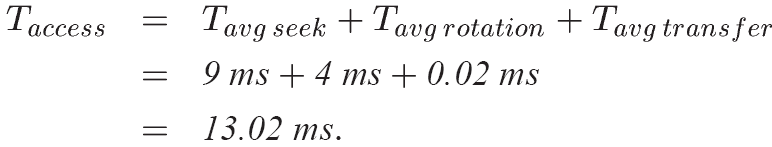 T_access = T_avg seek + T_avg rotation + T_avg transfer
= 9 ms + 4 ms + 0.02 ms
= 13.02 ms.